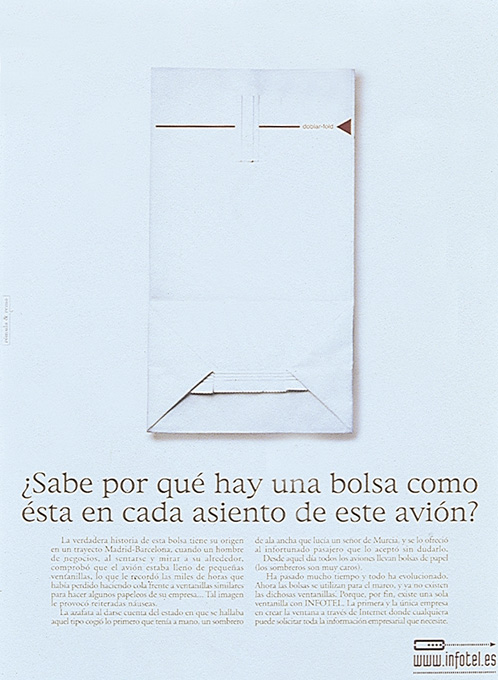 doblar-fold
¿Sabe por qué hay una bolsa como
ésta en cada asiento de este avión?
La verdadera historia de esta bolsa tiene su origen
en un trayecto Madrid-Barcelona, cuando un hombre
de negocios, al sentarse y mirar a su alrededor,
comprobó que el avión estaba lleno de pequeñas
ventanillas, lo que le recordó las miles de horas que
había perdido haciendo cola frente a ventanillas similares
para hacer algunos papeleos de su empresa... Tal imagen
le provocó reiteradas náuseas.
La azafata al darse cuenta del estado en que se hallaba
aquel tipo cogió lo primero que tenía a mano, un sombrero
de ala ancha que lucía un señor de Murcia, y se lo ofreció
al infortunado pasajero que lo aceptó sin dudarlo.
Desde aquel día todos los aviones llevan bolsas de papel
(los sombreros son muy caros).
Ha pasado mucho tiempo y todo ha evolucionado.
Ahora las bolsas se utilizan para el mareo, y ya no existen
las dichosas ventanillas. Porque, por fin, existe una sola
ventanilla con INFOTEL. La primera y la única empresa
en crear la ventana a través de Internet donde cualquiera
puede solicitar toda la información empresarial que necesite.
www.infotel.es